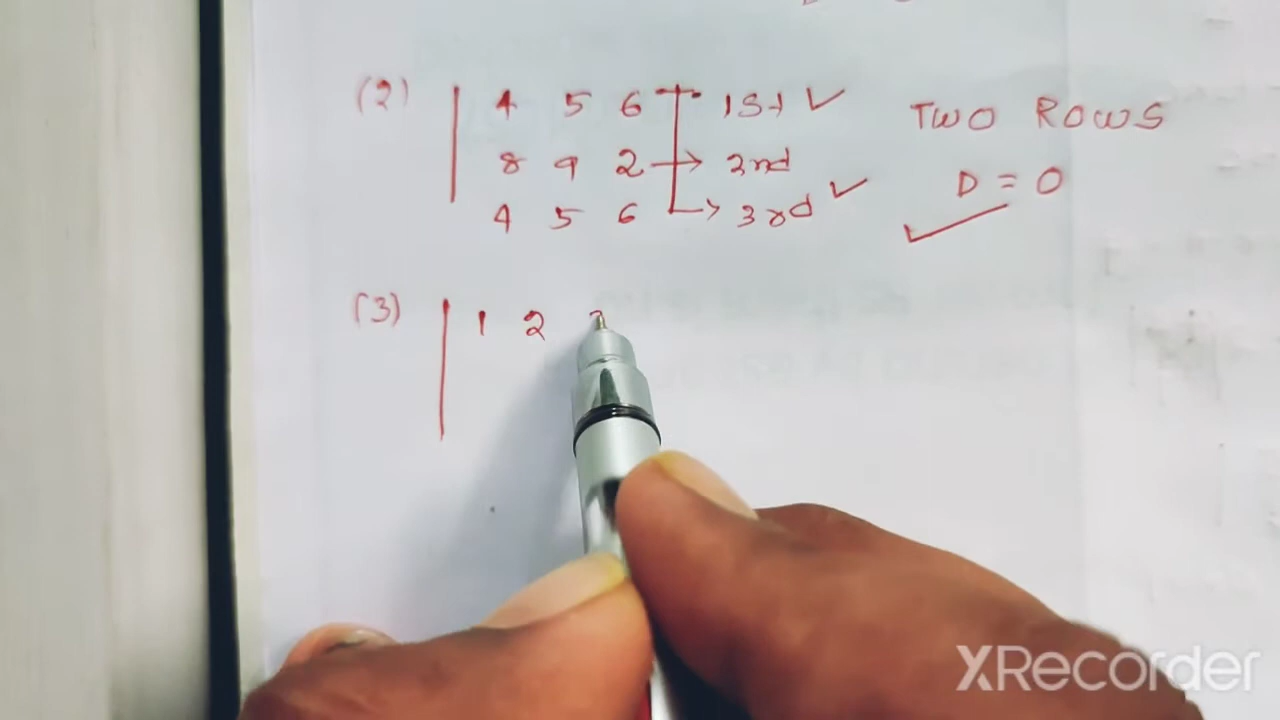 (2) | 4 5 6 → 1st ✓ TWO ROWS
8 9 2 → 2nd D = 0
4 5 6 → 3rd ✓
(3) | 1 2
XRecorder